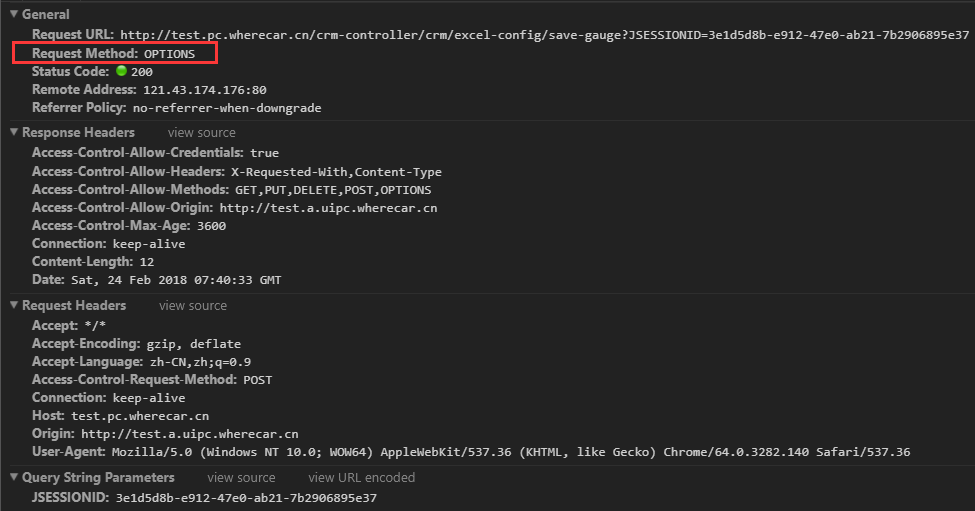 General
Request URL: http://test.pc.wherecar.cn/crm-controller/crm/excel-config/save-gauge?JSESSIONID=3e1d5d8b-e912-47e0-ab21-7b2906895e37
Request Method: OPTIONS
Status Code: 200
Remote Address: 121.43.174.176:80
Referrer Policy: no-referrer-when-downgrade
Response Headers view source
Access-Control-Allow-Credentials: true
Access-Control-Allow-Headers: X-Requested-With,Content-Type
Access-Control-Allow-Methods: GET,PUT,DELETE,POST,OPTIONS
Access-Control-Allow-Origin: http://test.a.uipc.wherecar.cn
Access-Control-Max-Age: 3600
Connection: keep-alive
Content-Length: 12
Date: Sat, 24 Feb 2018 07:40:33 GMT
Request Headers view source
Accept: */*
Accept-Encoding: gzip, deflate
Accept-Language: zh-CN,zh;q=0.9
Access-Control-Request-Method: POST
Connection: keep-alive
Host: test.pc.wherecar.cn
Origin: http://test.a.uipc.wherecar.cn
User-Agent: Mozilla/5.0 (Windows NT 10.0; WOW64) AppleWebKit/537.36 (KHTML, like Gecko) Chrome/64.0.3282.140 Safari/537.36
Query String Parameters view source view URL encoded
JSESSIONID: 3e1d5d8b-e912-47e0-ab21-7b2906895e37